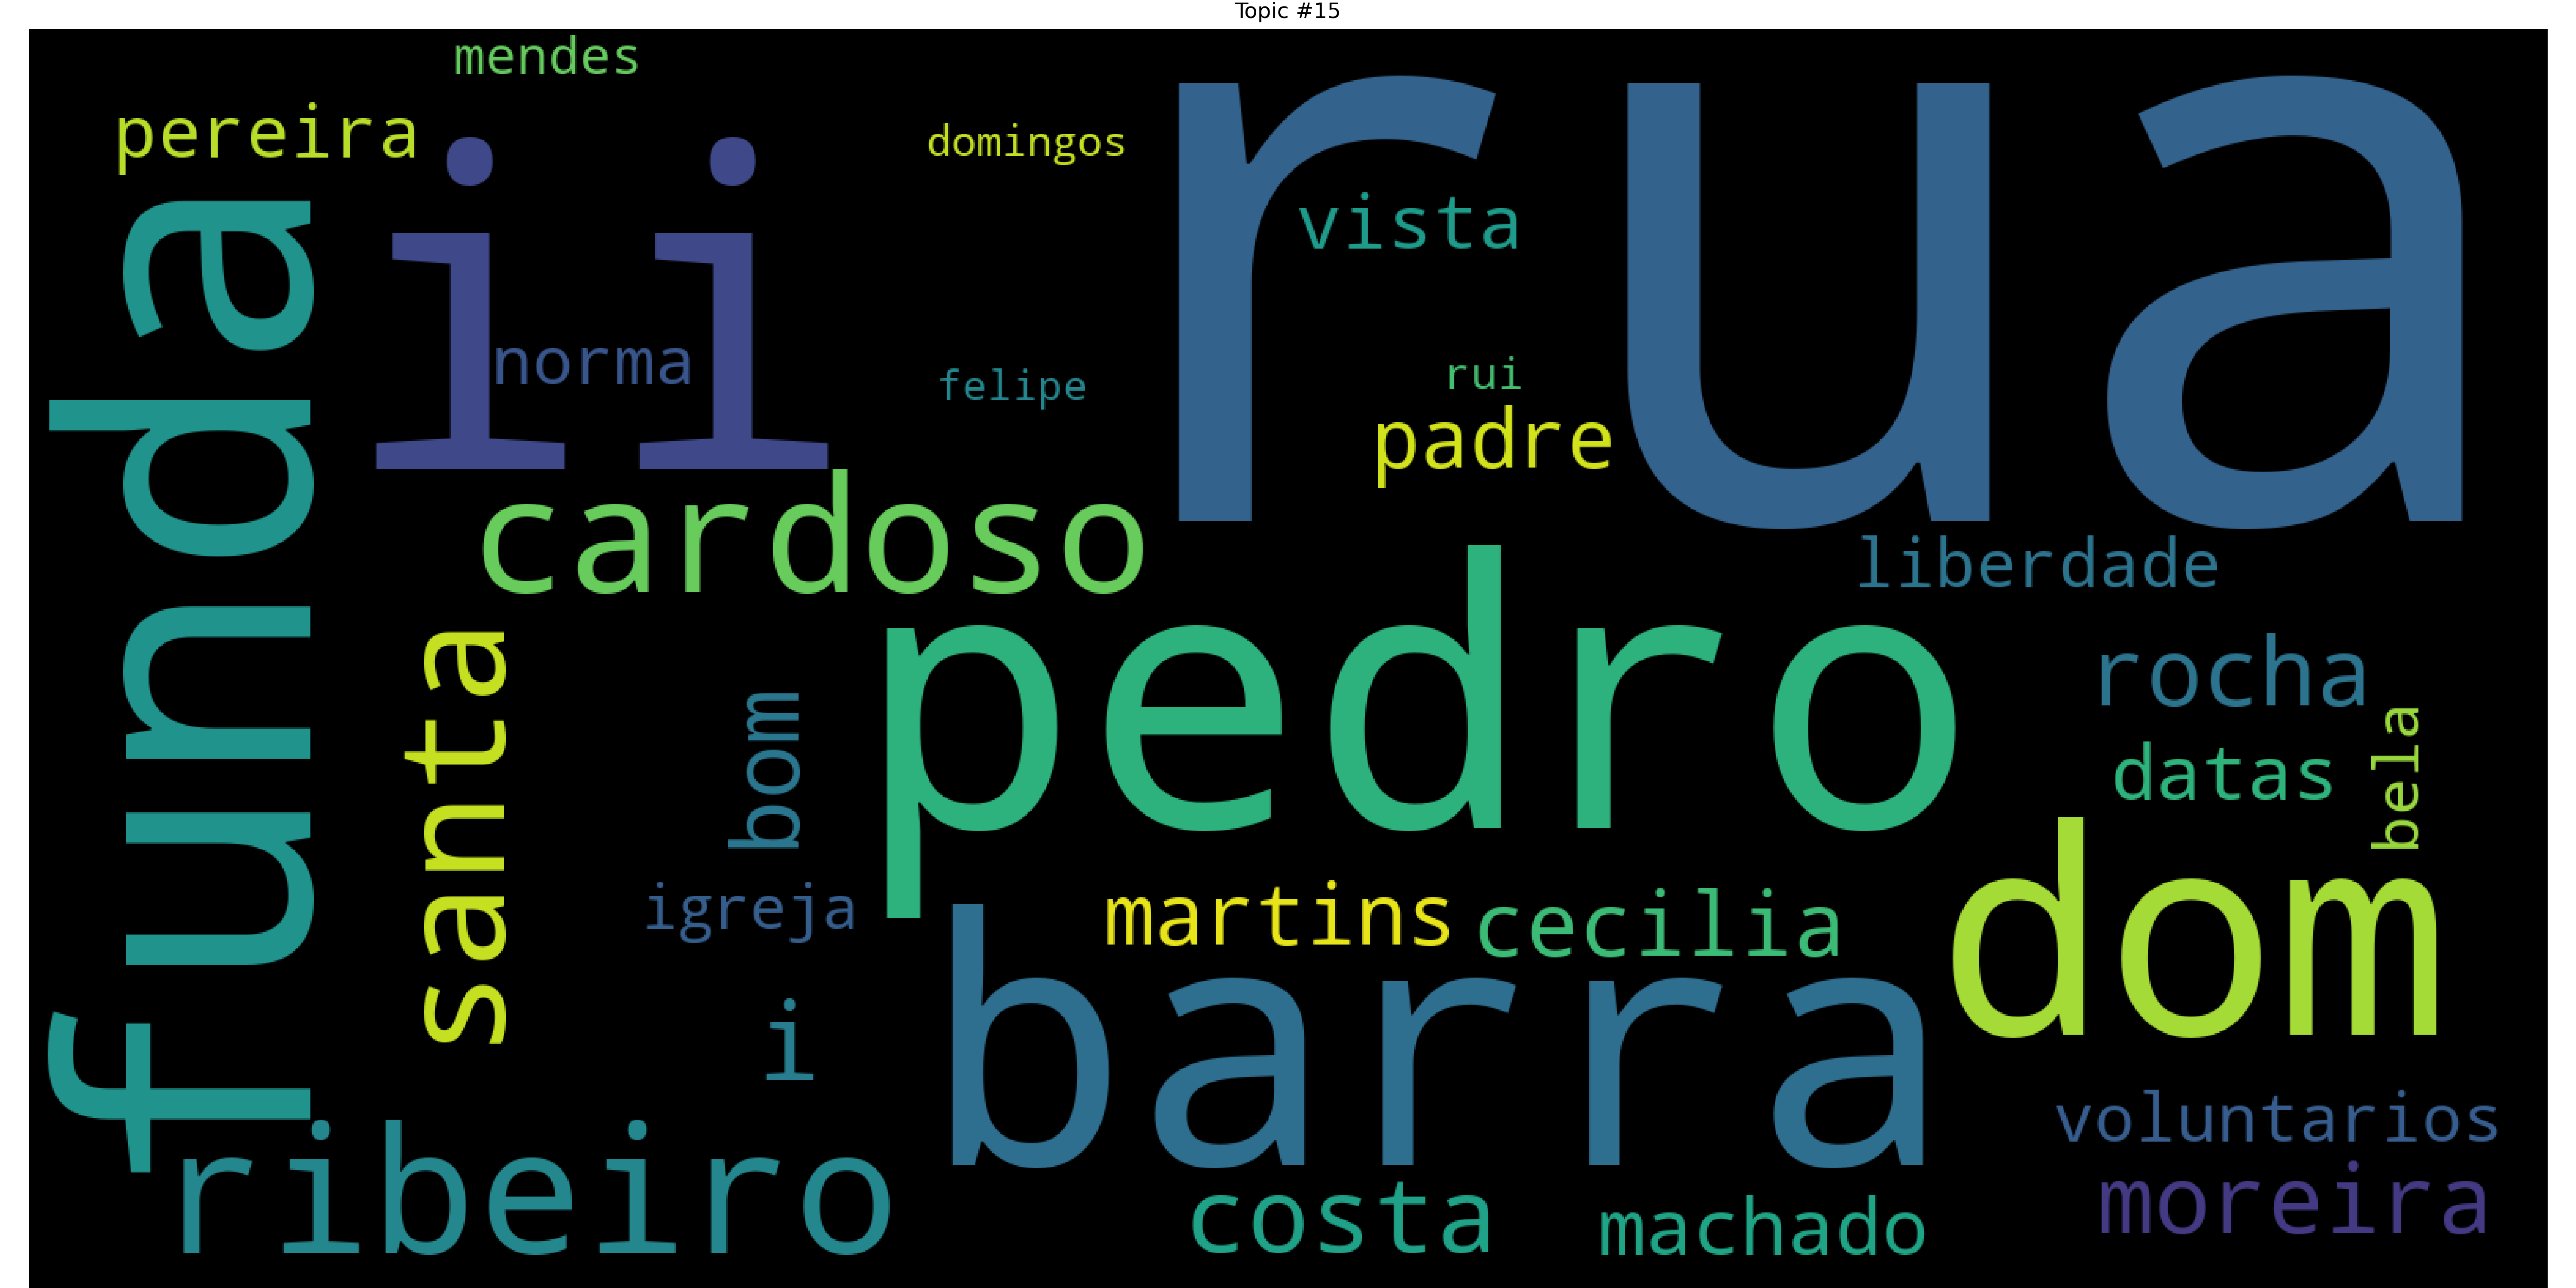 Topic #15
mendes
pereira
domingos
rua
ii
vista
funda
norma
felipe
rui
padre
cardoso
liberdade
pedro
santa
rocha
bom
datas
bela
igreja
martins
cecilia
dom
barra
i
voluntarios
ribeiro
costa
machado
moreira